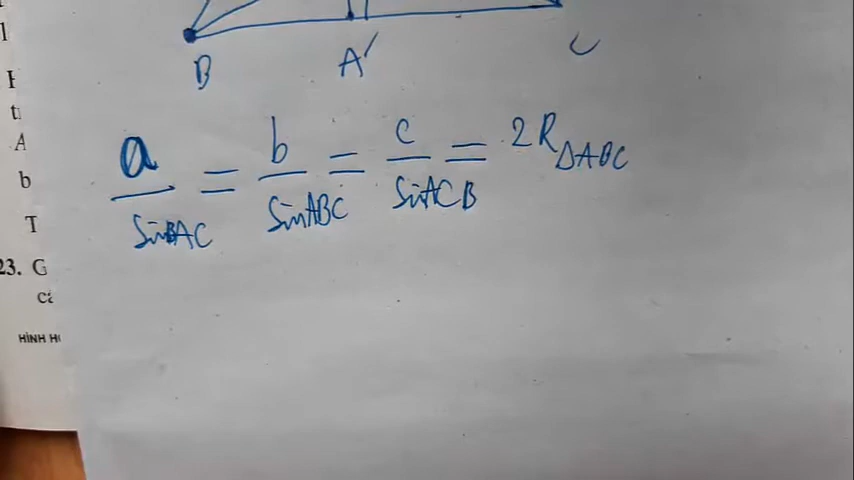 B A' C
a/sinBAC = b/sinABC = c/sinACB = 2R ΔABC
A
b
T
23. G
HÌNH H